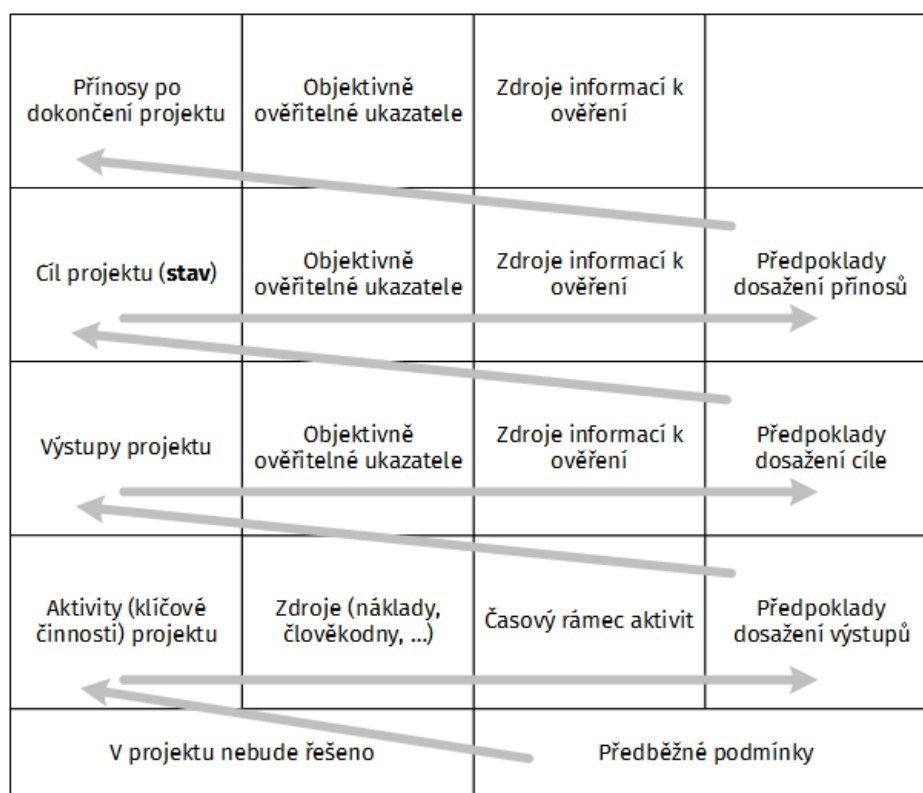 Přínosy po
dokončení projektu
Objektivně
ověřitelné ukazatele
Zdroje informací k
ověření
Cíl projektu (stav)
Objektivně
ověřitelné ukazatele
Zdroje informací k
ověření
Předpoklady
dosažení přínosů
Výstupy projektu
Objektivně
ověřitelné ukazatele
Zdroje informací k
ověření
Předpoklady
dosažení cíle
Aktivity (klíčové
činnosti) projektu
Zdroje (náklady,
člověkodny, ...)
Časový rámec aktivit
Předpoklady
dosažení výstupů
V projektu nebude řešeno
Předběžné podmínky